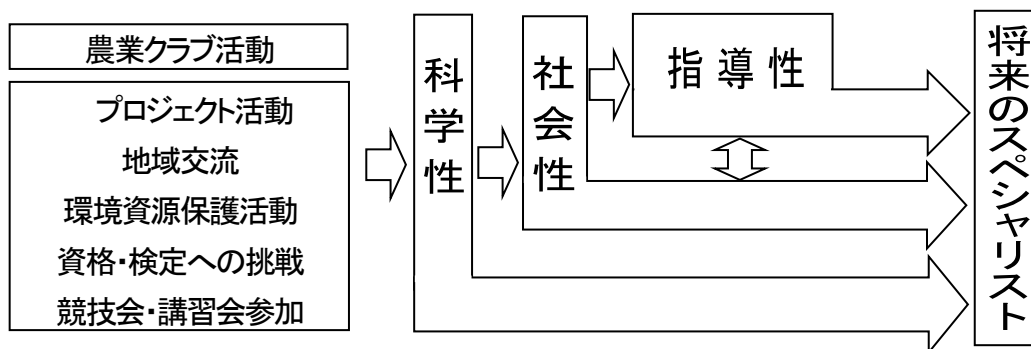 農業クラブ活動
プロジェクト活動
地域交流
環境資源保護活動
資格・検定への挑戦
競技会・講習会参加
科学性
社会性
指導性
将来のスペシャリスト